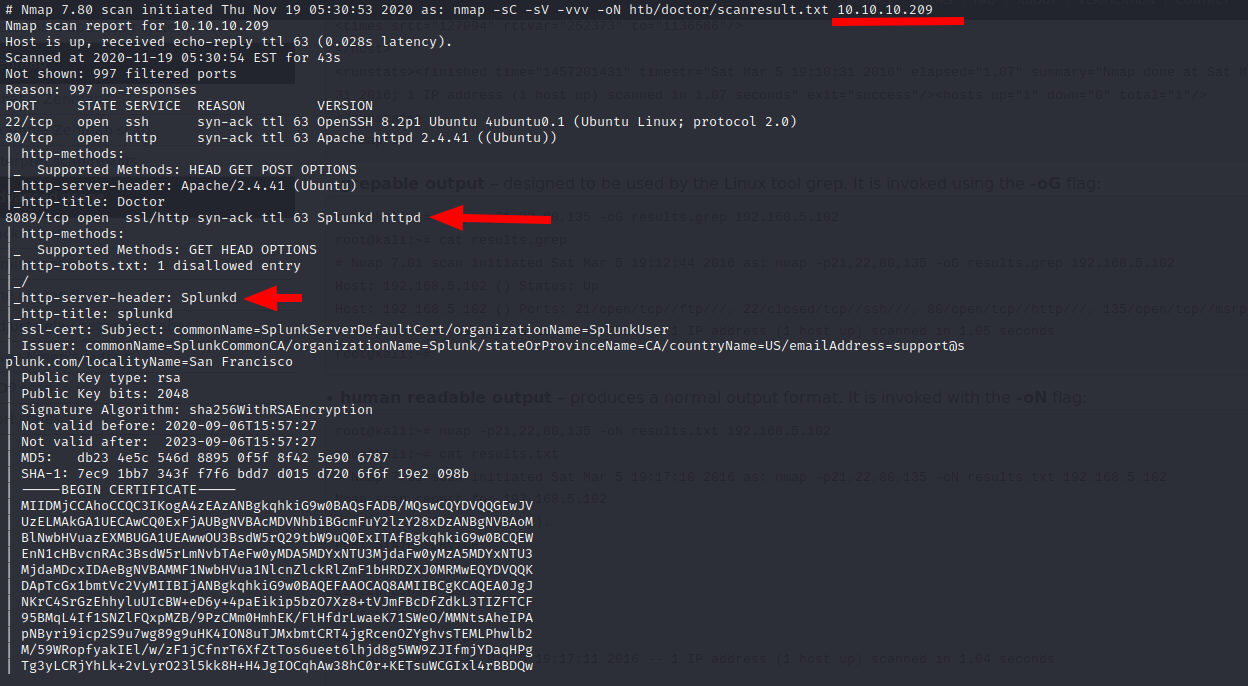 # Nmap 7.80 scan initiated Thu Nov 19 05:30:53 2020 as: nmap -sC -sV -vvv -oN htb/doctor/scanresult.txt 10.10.10.209
Nmap scan report for 10.10.10.209
Host is up, received echo-reply ttl 63 (0.028s latency).
Scanned at 2020-11-19 05:30:54 EST for 43s
Not shown: 997 filtered ports
Reason: 997 no-responses
PORT     STATE SERVICE  REASON         VERSION
22/tcp   open  ssh      syn-ack ttl 63 OpenSSH 8.2p1 Ubuntu 4ubuntu0.1 (Ubuntu Linux; protocol 2.0)
80/tcp   open  http     syn-ack ttl 63 Apache httpd 2.4.41 ((Ubuntu))
| http-methods:
|_  Supported Methods: HEAD GET POST OPTIONS
|_http-server-header: Apache/2.4.41 (Ubuntu)
|_http-title: Doctor
8089/tcp open  ssl/http syn-ack ttl 63 Splunkd httpd
| http-methods:
|_  Supported Methods: GET HEAD OPTIONS
| http-robots.txt: 1 disallowed entry
|_/
|_http-server-header: Splunkd
|_http-title: splunkd
| ssl-cert: Subject: commonName=SplunkServerDefaultCert/organizationName=SplunkUser
| Issuer: commonName=SplunkCommonCA/organizationName=Splunk/stateOrProvinceName=CA/countryName=US/emailAddress=support@s
plunk.com/localityName=San Francisco
| Public Key type: rsa
| Public Key bits: 2048
| Signature Algorithm: sha256WithRSAEncryption
| Not valid before: 2020-09-06T15:57:27
| Not valid after:  2023-09-06T15:57:27
| MD5:   db23 4e5c 546d 8895 0f5f 8f42 5e90 6787
| SHA-1: 7ec9 1bb7 343f f7f6 bdd7 d015 d720 6f6f 19e2 098b
| -----BEGIN CERTIFICATE-----
| MIIDMjCCAhoCCQC3IKogA4zEAzANBgkqhkiG9w0BAQsFADB/MQswCQYDVQQGEwJV
| UzELMAkGA1UECAwCQ0ExFjAUBgNVBAcMDVNhbiBGcmFuY2lzY28xDzANBgNVBAoM
| BlNwbHVuazEXMBUGA1UEAwwOU3BsdW5rQ29tbW9uQ0ExITAfBgkqhkiG9w0BCQEW
| EnN1cHBvcnRAc3BsdW5rLmNvbTAeFw0yMDA5MDYxNTU3MjdaFw0yMzA5MDYxNTU3
| MjdaMDcxIDAeBgNVBAMMF1NwbHVua1NlcnZlckRlZmF1bHRDZXJ0MRMwEQYDVQQK
| DApTcGx1bmtVc2VyMIIBIjANBgkqhkiG9w0BAQEFAAOCAQ8AMIIBCgKCAQEA0JgJ
| NKrC4SrGzEhhyluUIcBW+eD6y+4paEikip5bzO7Xz8+tVJmFBcDfZdkL3TIZFTCF
| 95BMqL4If1SNZlFQxpMZB/9PzCMm0HmhEK/FlHfdrLwaeK71SWeO/MMNtsAheIPA
| pNByri9icp2S9u7wg89g9uHK4ION8uTJMxbmtCRT4jgRcenOZYghvsTEMLPhwlb2
| M/59WRopfyakIEl/w/zF1jCfnrT6XfZtTos6ueet6lhjd8g5WW9ZJIfmjYDaqHPg
| Tg3yLCRjYhLk+2vLyrO23l5kk8H+H4JgIOCqhAw38hC0r+KETsuWCGIxl4rBBDQw